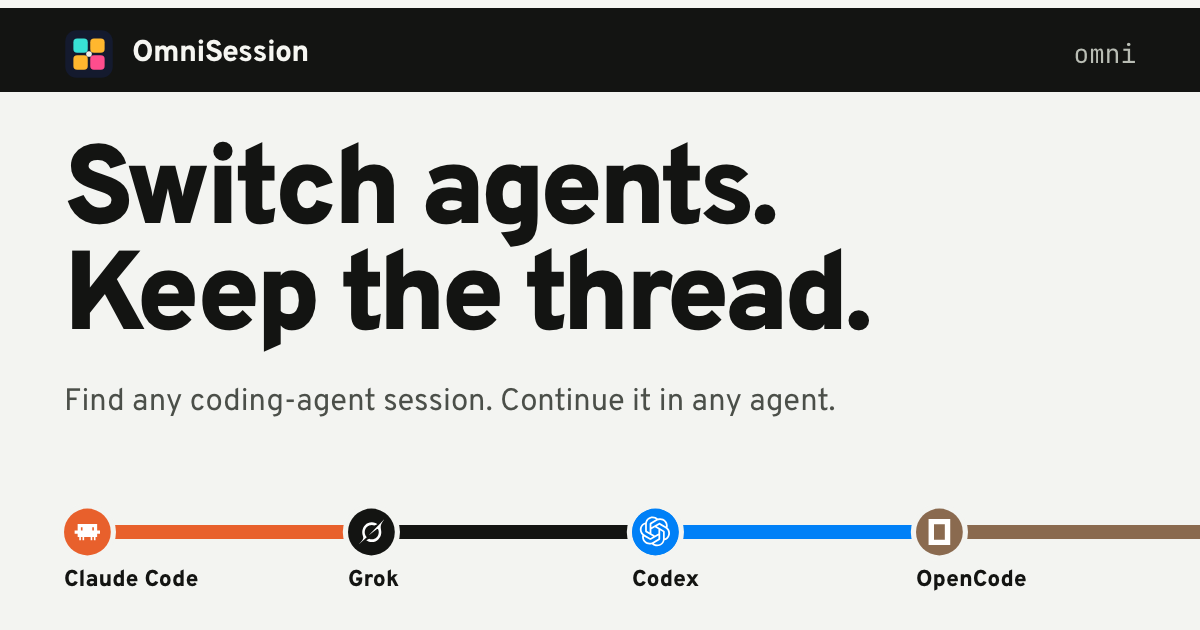 OmniSession
omni
Switch agents.
Keep the thread.
Find any coding-agent session. Continue it in any agent.
Claude Code
Grok
Codex
OpenCode